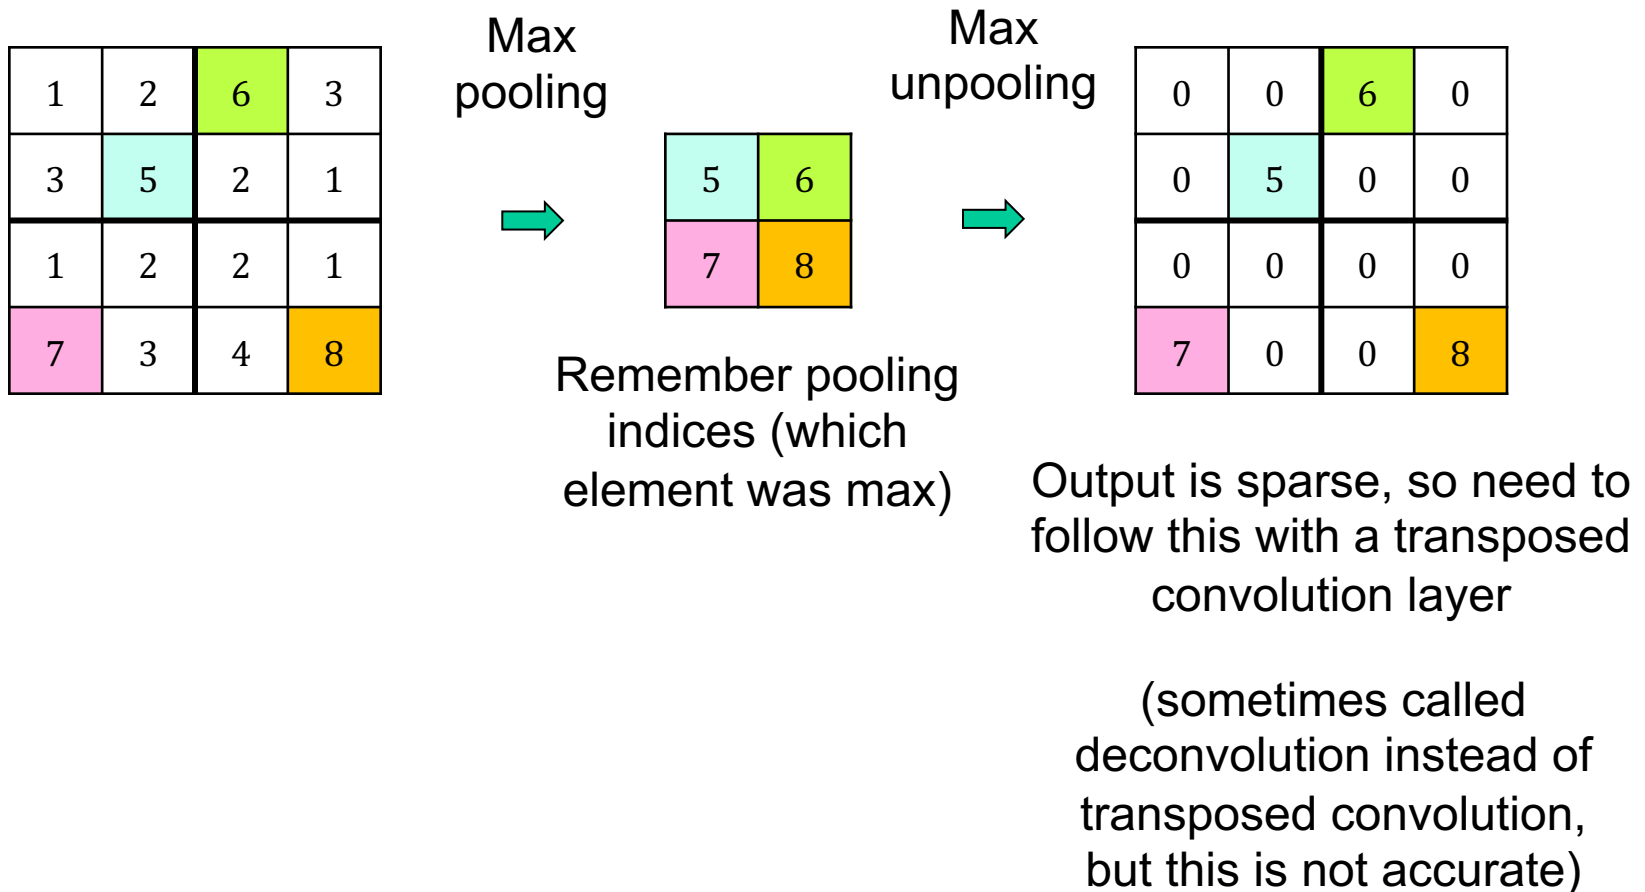 Max
pooling
Max
unpooling
1 2 6 3
3 5 2 1
1 2 2 1
7 3 4 8
5 6
7 8
0 0 6 0
0 5 0 0
0 0 0 0
7 0 0 8
Remember pooling
indices (which
element was max)
Output is sparse, so need to
follow this with a transposed
convolution layer
(sometimes called
deconvolution instead of
transposed convolution,
but this is not accurate)